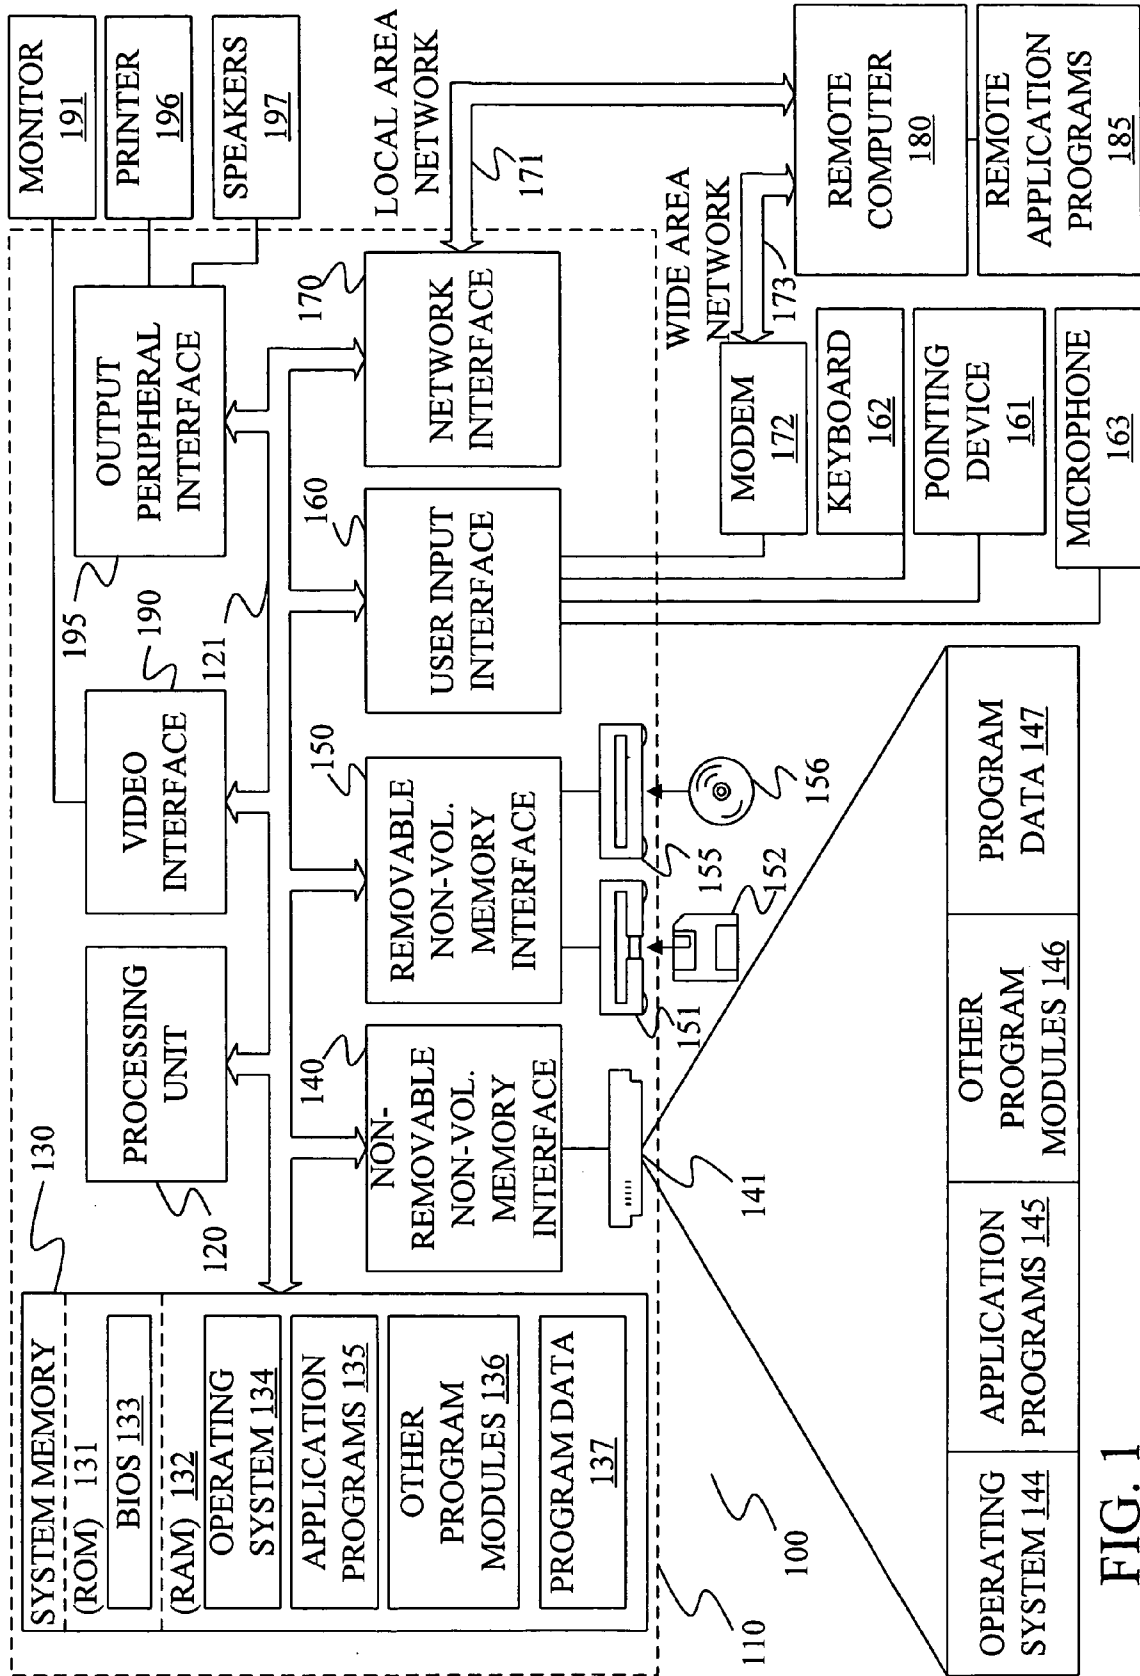 SYSTEM MEMORY
(ROM) 131
BIOS 133
(RAM) 132
OPERATING
SYSTEM 134
APPLICATION
PROGRAMS 135
OTHER
PROGRAM
MODULES 136
PROGRAM DATA
137
130
PROCESSING
UNIT
120
VIDEO
INTERFACE
190
121
OUTPUT
PERIPHERAL
INTERFACE
195
MONITOR
191
PRINTER
196
SPEAKERS
197
140
NON-
REMOVABLE
NON-VOL.
MEMORY
INTERFACE
150
REMOVABLE
NON-VOL.
MEMORY
INTERFACE
160
USER INPUT
INTERFACE
170
NETWORK
INTERFACE
LOCAL AREA
NETWORK
171
WIDE AREA
NETWORK
173
141
151
152
155
156
MODEM
172
KEYBOARD
162
POINTING
DEVICE
161
MICROPHONE
163
REMOTE
COMPUTER
180
REMOTE
APPLICATION
PROGRAMS
185
110
100
OPERATING
SYSTEM 144
APPLICATION
PROGRAMS 145
OTHER
PROGRAM
MODULES 146
PROGRAM
DATA 147
FIG. 1